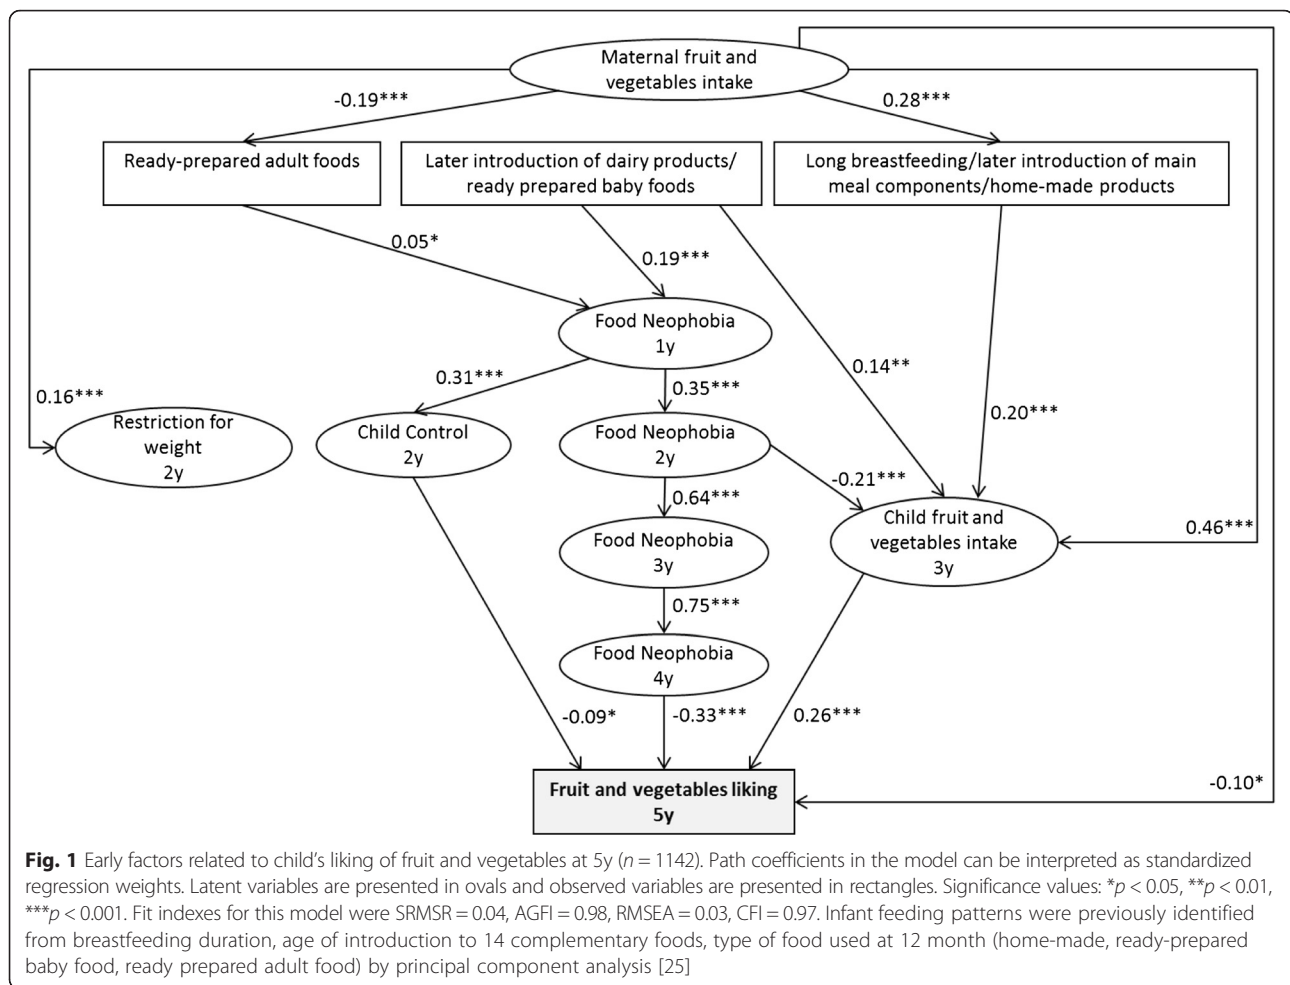 Maternal fruit and
vegetables intake
-0.19***
0.28***
Ready-prepared adult foods
Later introduction of dairy products/
ready prepared baby foods
Long breastfeeding/later introduction of main
meal components/home-made products
0.05*
0.19***
Food Neophobia
1y
0.14**
0.31***
0.35***
0.16***
0.20***
Restriction for
weight
2y
Child Control
2y
Food Neophobia
2y
-0.21***
0.64***
Child fruit and
vegetables intake
3y
0.46***
Food Neophobia
3y
0.75***
Food Neophobia
4y
-0.09*
-0.33***
0.26***
Fruit and vegetables liking
5y
-0.10*
Fig. 1 Early factors related to child's liking of fruit and vegetables at 5y (n = 1142). Path coefficients in the model can be interpreted as standardized
regression weights. Latent variables are presented in ovals and observed variables are presented in rectangles. Significance values: *p < 0.05, **p < 0.01,
***p < 0.001. Fit indexes for this model were SRMSR = 0.04, AGFI = 0.98, RMSEA = 0.03, CFI = 0.97. Infant feeding patterns were previously identified
from breastfeeding duration, age of introduction to 14 complementary foods, type of food used at 12 month (home-made, ready-prepared
baby food, ready prepared adult food) by principal component analysis [25]